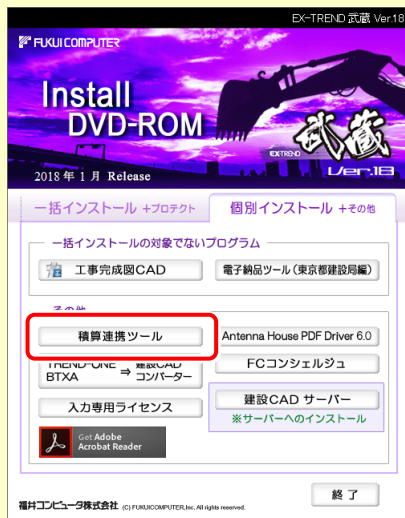 EX-TREND 武蔵 Ver.18
FUKUI COMPUTER
Install
DVD-ROM
EX-TREND 武蔵
Ver.18
2018 年 1 月 Release
一括インストール +プロテクト
個別インストール +その他
一括インストールの対象でないプログラム
工事完成図CAD
電子納品ツール(東京都建設局編)
その他
積算連携ツール
Antenna House PDF Driver 6.0
TREND-ONE 建設CAD
BTXA ⇒ コンバーター
FCコンシェルジュ
入力専用ライセンス
建設CAD サーバー
※サーバーへのインストール
Get Adobe
Acrobat Reader
終 了
福井コンピュータ株式会社 (C) FUKUICOMPUTER,Inc. All rights reserved.